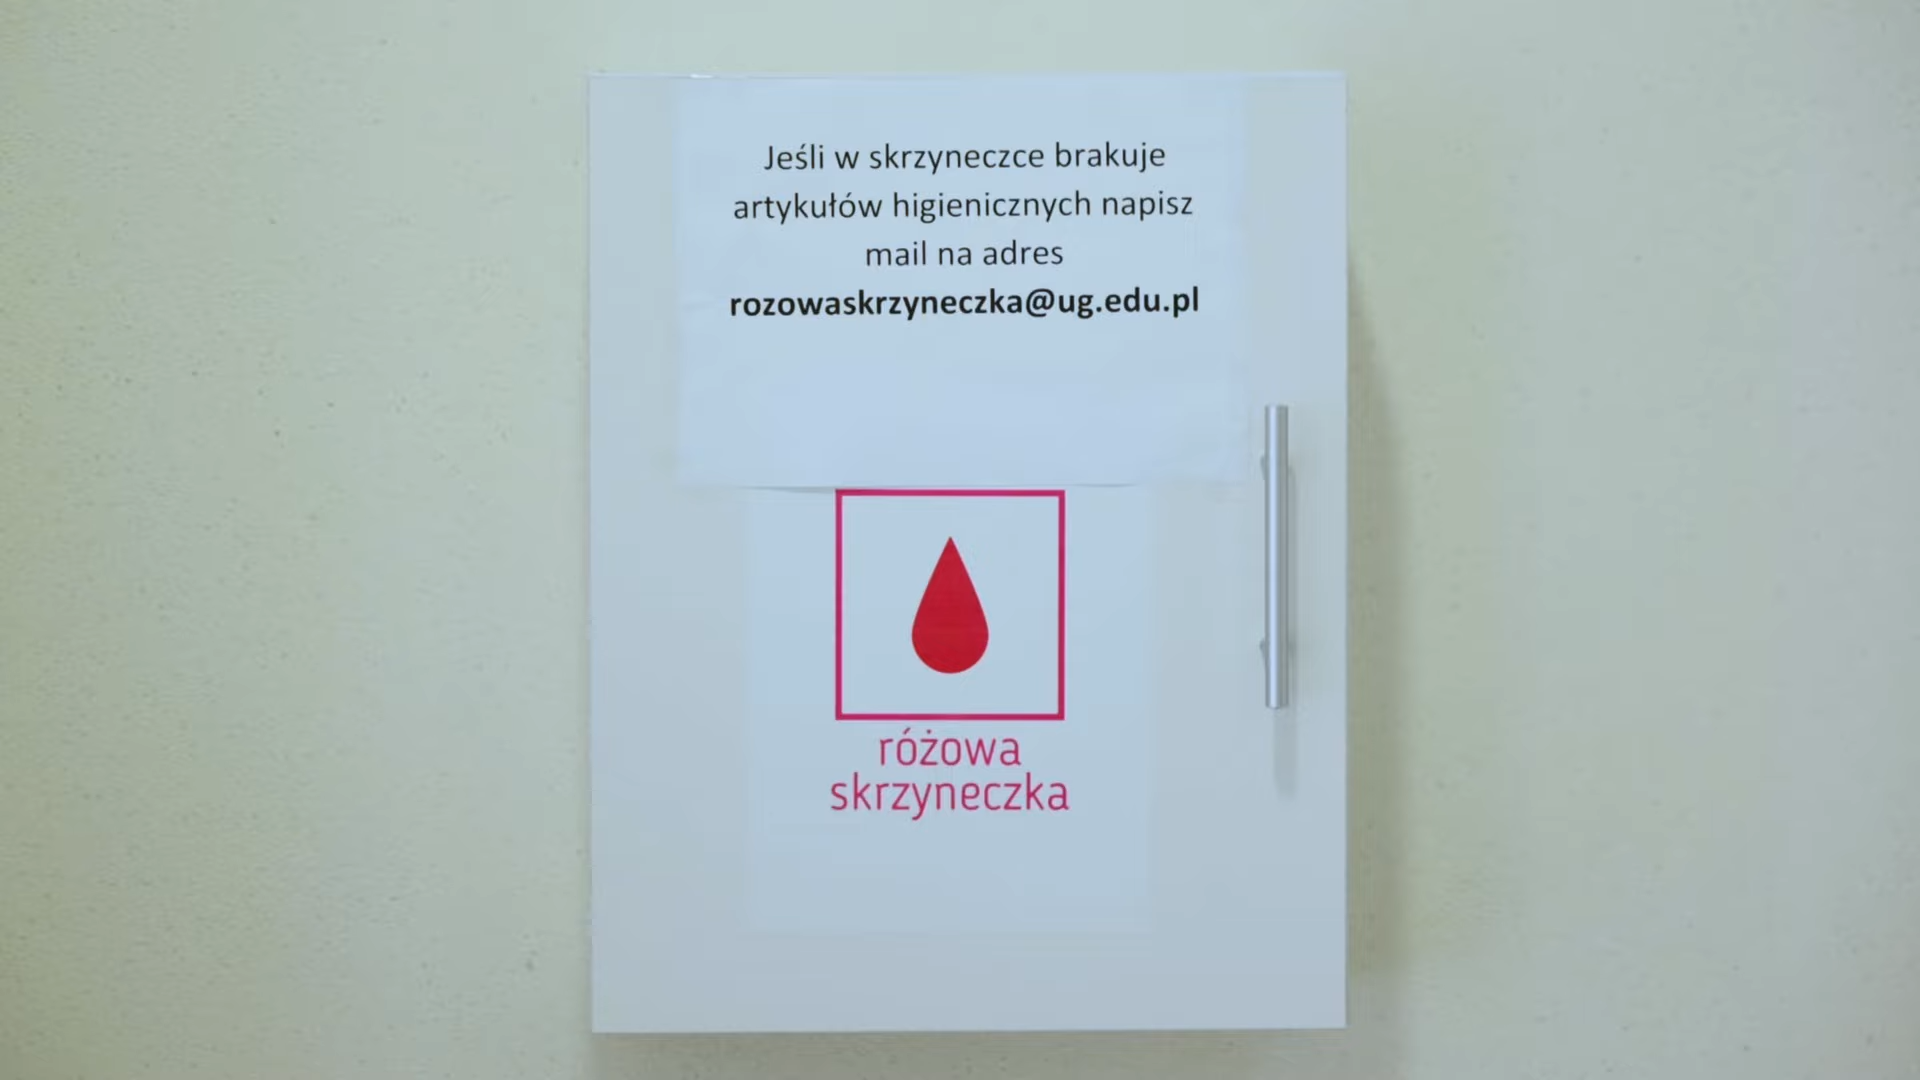 Jeśli w skrzyneczce brakuje
artykułów higienicznych napisz
mail na adres
rozowaskrzyneczka@ug.edu.pl
różowa
skrzyneczka